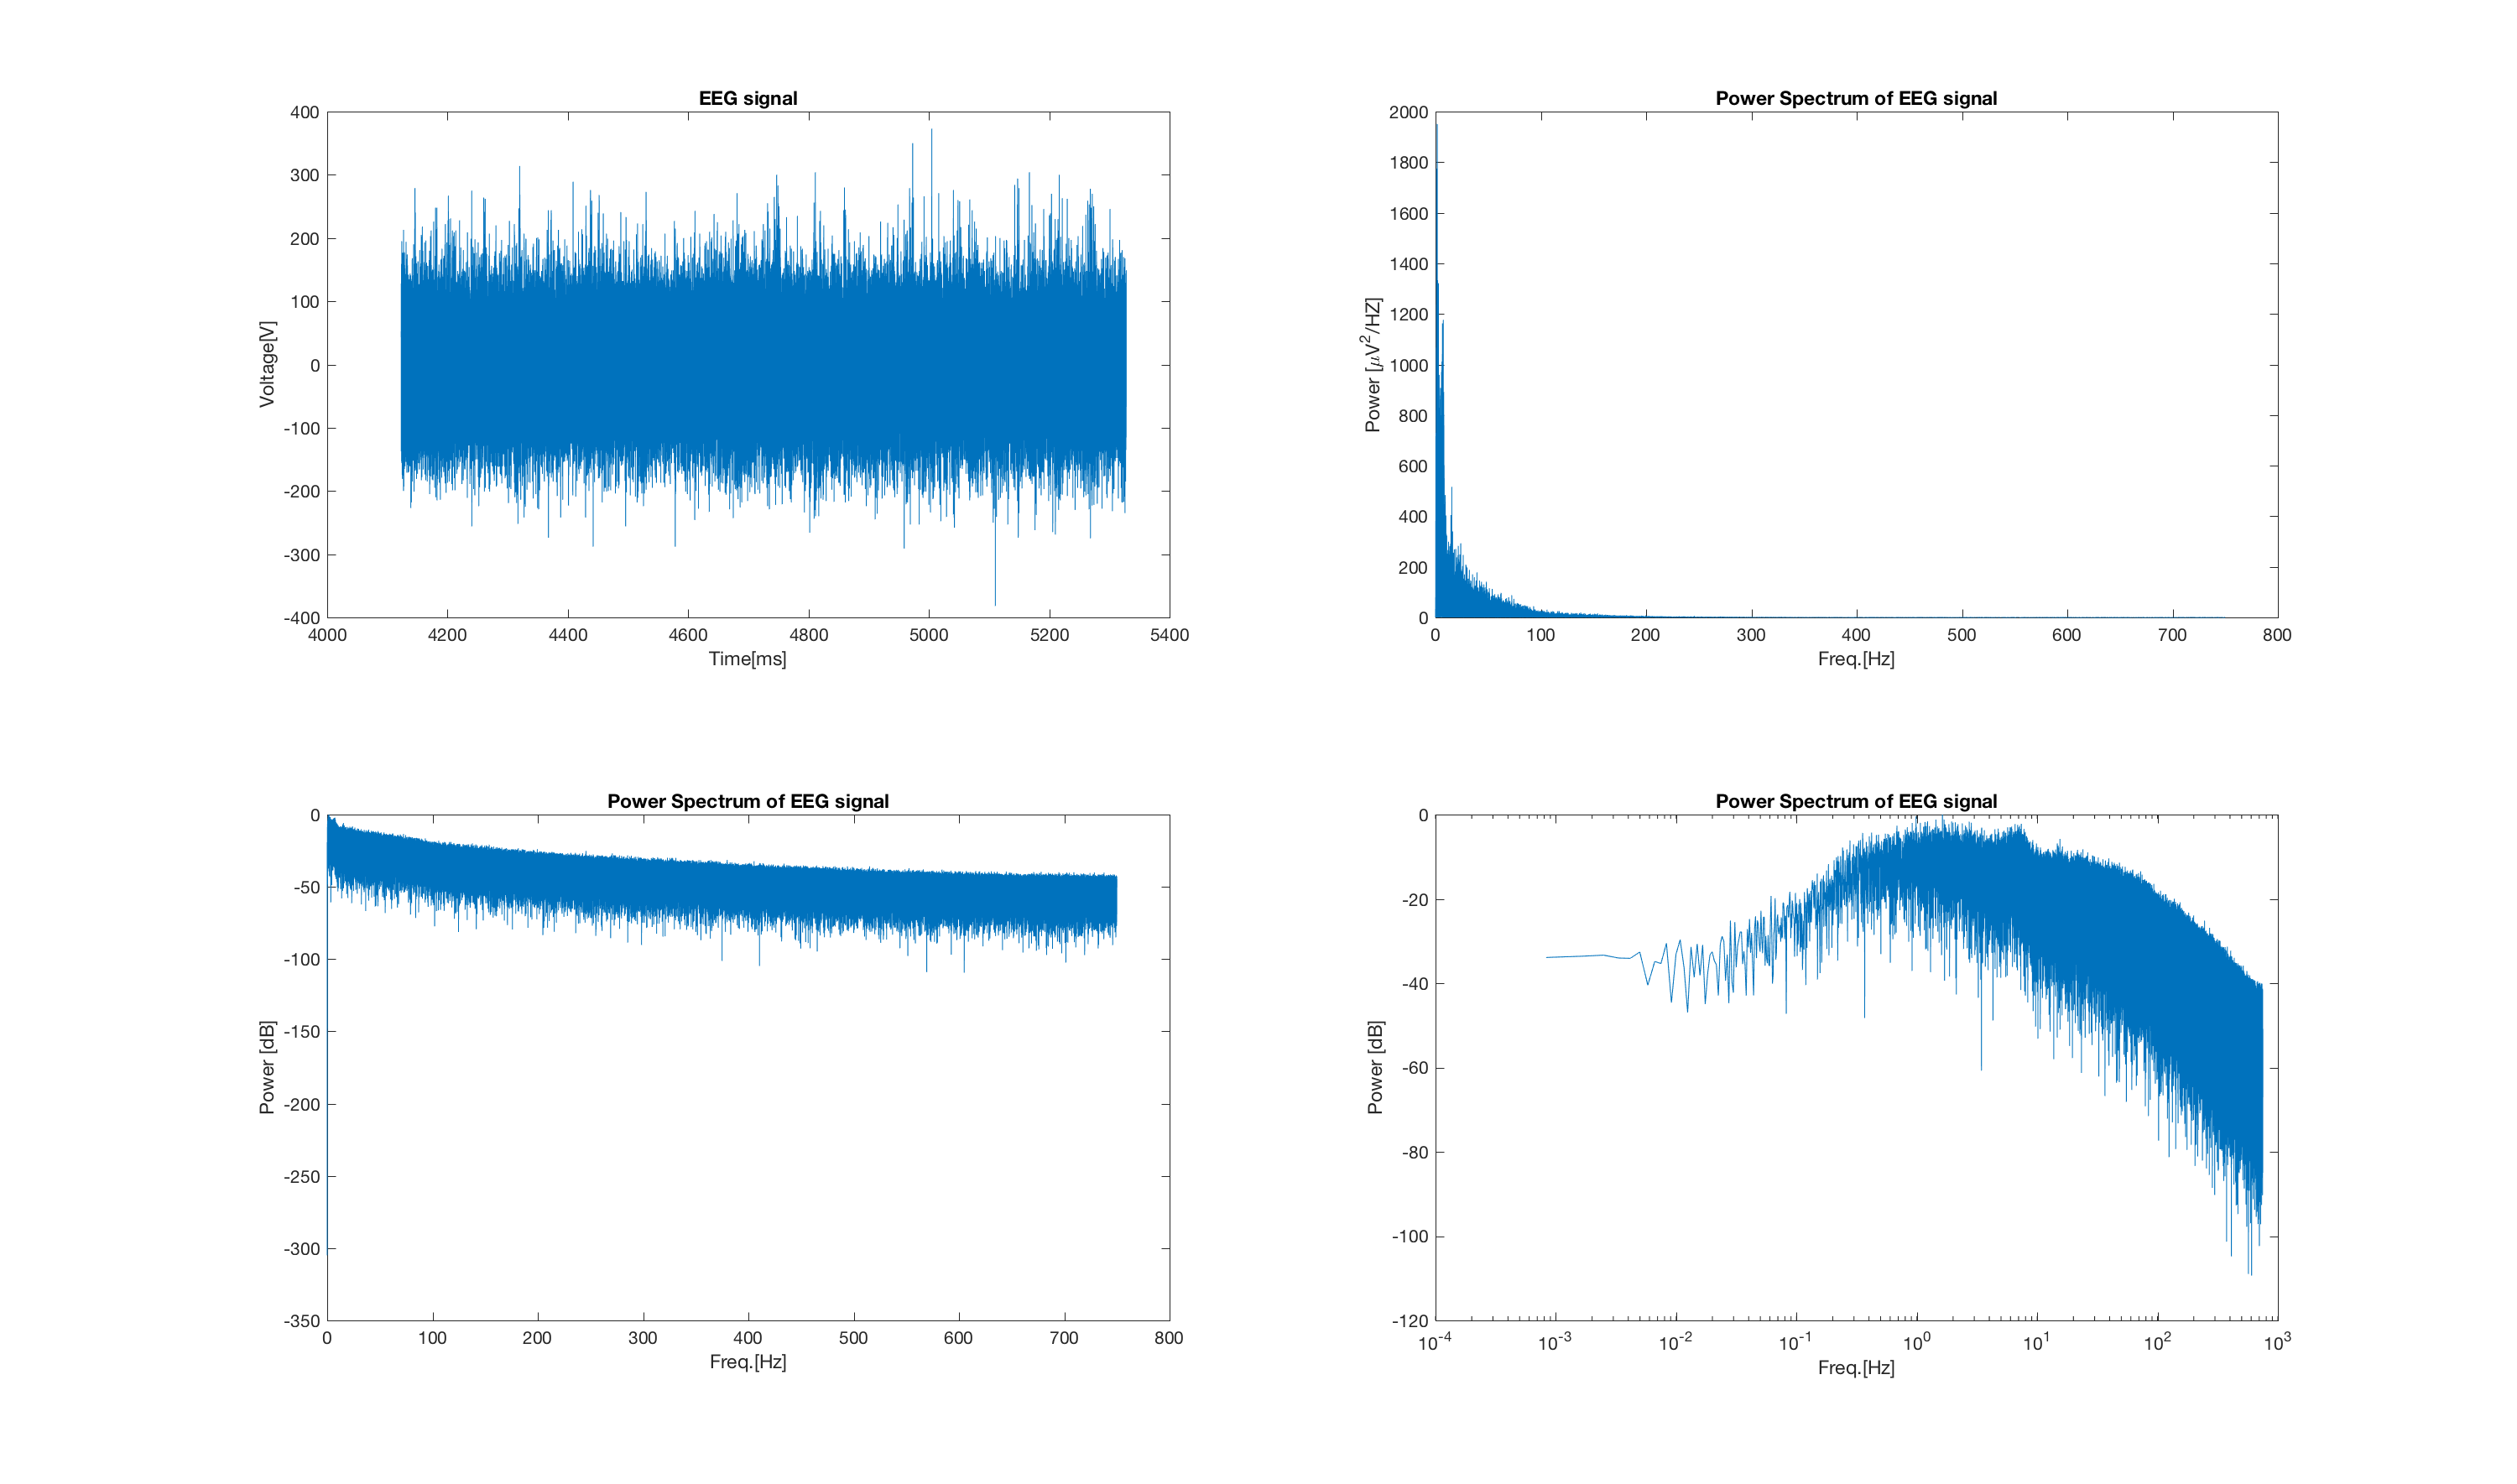 EEG signal
400
300
200
100
0
-100
-200
-300
-400
Voltage[V]
4000 4200 4400 4600 4800 5000 5200 5400
Time[ms]
Power Spectrum of EEG signal
2000
1800
1600
1400
1200
1000
800
600
400
200
0
Power [μV²/HZ]
0 100 200 300 400 500 600 700 800
Freq.[Hz]
Power Spectrum of EEG signal
0
-50
-100
-150
-200
-250
-300
-350
Power [dB]
0 100 200 300 400 500 600 700 800
Freq.[Hz]
Power Spectrum of EEG signal
0
-20
-40
-60
-80
-100
-120
Power [dB]
10⁻⁴ 10⁻³ 10⁻² 10⁻¹ 10⁰ 10¹ 10² 10³
Freq.[Hz]